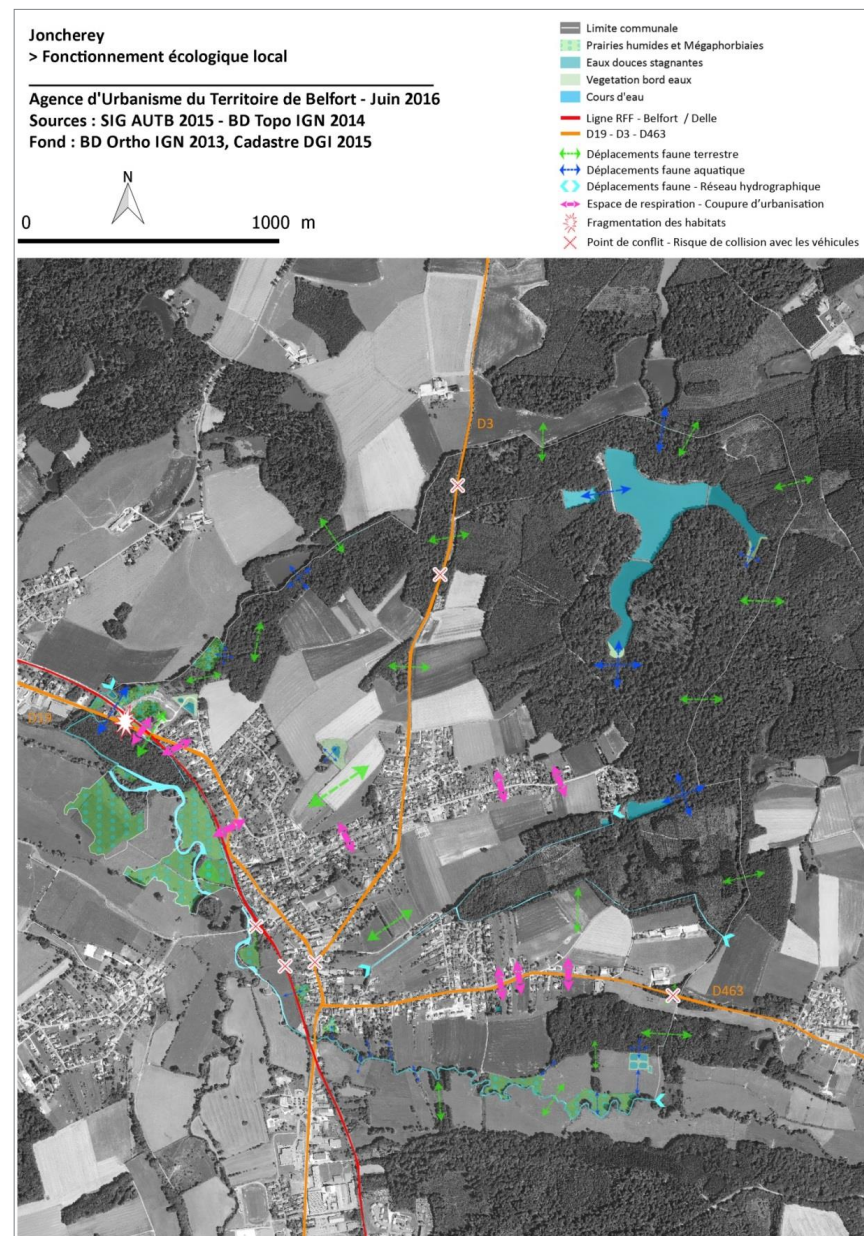 Joncherey
> Fonctionnement écologique local
Agence d'Urbanisme du Territoire de Belfort - Juin 2016
Sources : SIG AUTB 2015 - BD Topo IGN 2014
Fond : BD Ortho IGN 2013, Cadastre DGI 2015
N
0 1000 m
Limite communale
Prairies humides et Mégaphorbiaies
Eaux douces stagnantes
Vegetation bord eaux
Cours d'eau
Ligne RFF - Belfort / Delle
D19 - D3 - D463
Déplacements faune terrestre
Déplacements faune aquatique
Déplacements faune - Réseau hydrographique
Espace de respiration - Coupure d'urbanisation
Fragmentation des habitats
Point de conflit - Risque de collision avec les véhicules
D3
D19
D463